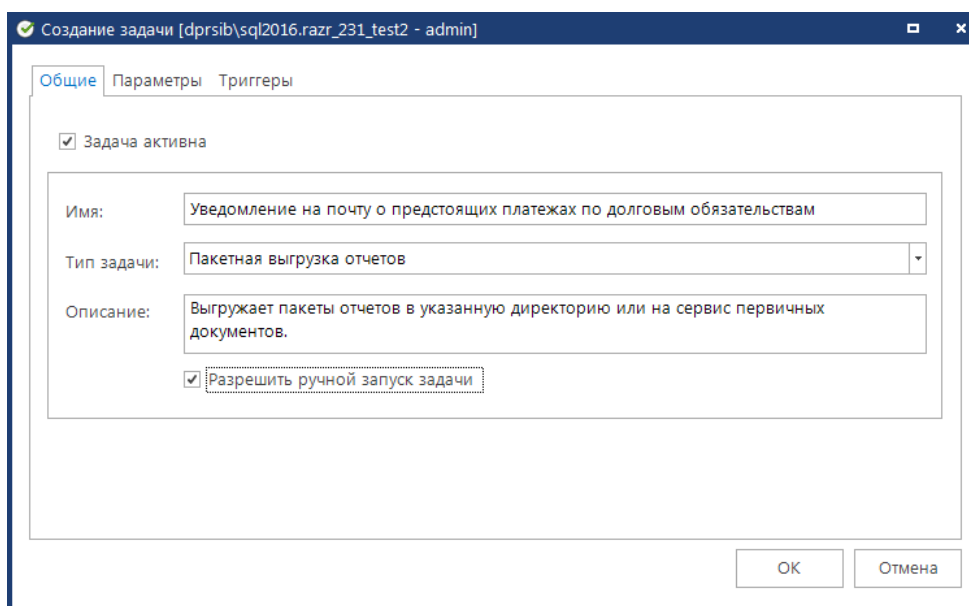 Создание задачи [dprsib\sql2016.razr_231_test2 - admin]
Общие Параметры Триггеры
Задача активна
Имя: Уведомление на почту о предстоящих платежах по долговым обязательствам
Тип задачи: Пакетная выгрузка отчетов
Описание: Выгружает пакеты отчетов в указанную директорию или на сервис первичных
документов.
Разрешить ручной запуск задачи
ОК Отмена